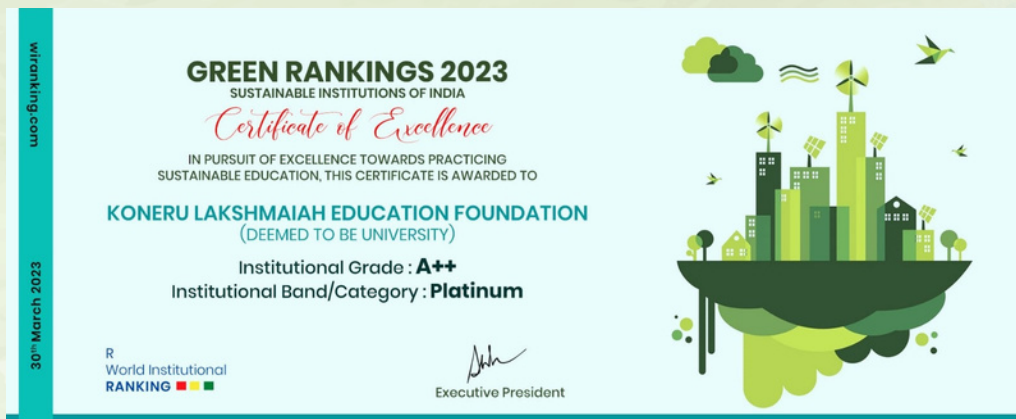 wiranking.com
30th March 2023
GREEN RANKINGS 2023
SUSTAINABLE INSTITUTIONS OF INDIA
Certificate of Excellence
IN PURSUIT OF EXCELLENCE TOWARDS PRACTICING
SUSTAINABLE EDUCATION, THIS CERTIFICATE IS AWARDED TO
KONERU LAKSHMAIAH EDUCATION FOUNDATION
(DEEMED TO BE UNIVERSITY)
Institutional Grade : A++
Institutional Band/Category : Platinum
R
World Institutional
RANKING
Executive President